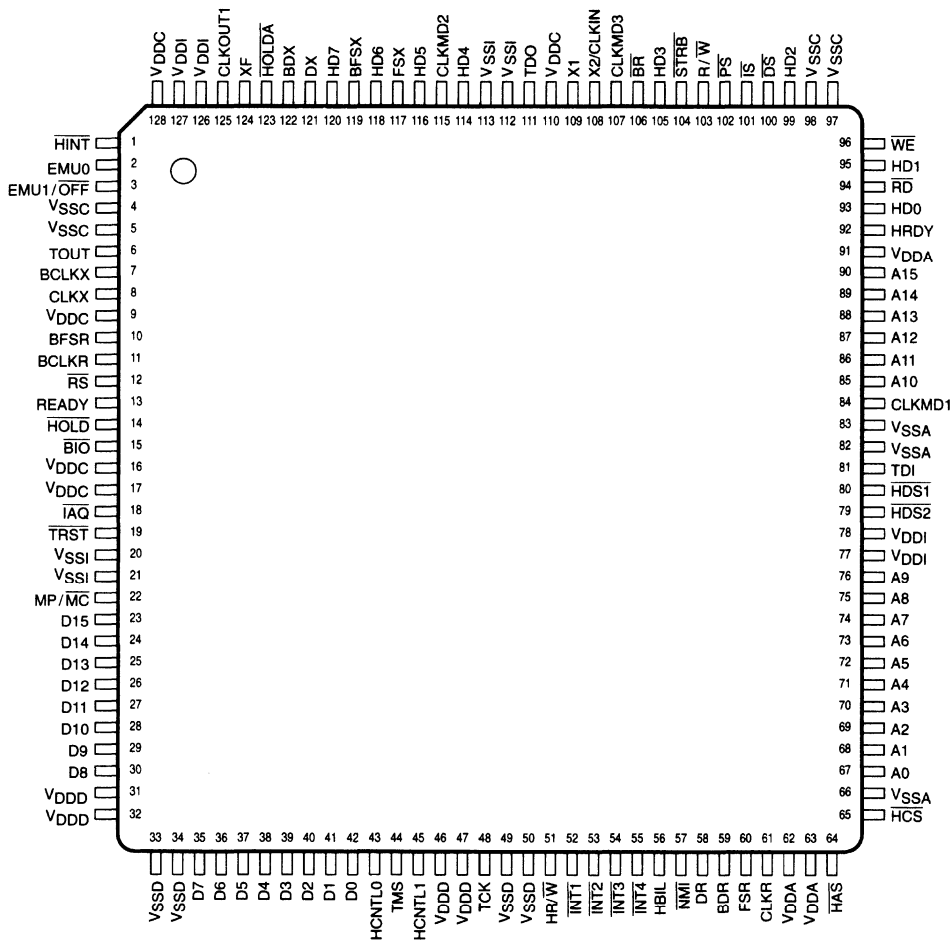 VDDC
VDDI
VDDI
CLKOUT1
XF
HOLDA
BDX
DX
HD7
BFSX
HD6
FSX
HD5
CLKMD2
HD4
VSSI
VSSI
TDO
VDDC
X1
X2/CLKIN
CLKMD3
BR
HD3
STRB
R/W
PS
IS
DS
HD2
VSSC
VSSC
128 127 126 125 124 123 122 121 120 119 118 117 116 115 114 113 112 111 110 109 108 107 106 105 104 103 102 101 100 99 98 97
HINT 1 96 WE
EMU0 2 95 HD1
EMU1/OFF 3 94 RD
VSSC 4 93 HD0
VSSC 5 92 HRDY
TOUT 6 91 VDDA
BCLKX 7 90 A15
CLKX 8 89 A14
VDDC 9 88 A13
BFSR 10 87 A12
BCLKR 11 86 A11
RS 12 85 A10
READY 13 84 CLKMD1
HOLD 14 83 VSSA
BIO 15 82 VSSA
VDDC 16 81 TDI
VDDC 17 80 HDS1
IAQ 18 79 HDS2
TRST 19 78 VDDI
VSSI 20 77 VDDI
VSSI 21 76 A9
MP/MC 22 75 A8
D15 23 74 A7
D14 24 73 A6
D13 25 72 A5
D12 26 71 A4
D11 27 70 A3
D10 28 69 A2
D9 29 68 A1
D8 30 67 A0
VDDD 31 66 VSSA
VDDD 32 65 HCS
33 34 35 36 37 38 39 40 41 42 43 44 45 46 47 48 49 50 51 52 53 54 55 56 57 58 59 60 61 62 63 64
VSSD
VSSD
D7
D6
D5
D4
D3
D2
D1
D0
HCNTL0
TMS
HCNTL1
VDDD
VDDD
TCK
VSSD
VSSD
HR/W
INT1
INT2
INT3
INT4
HBIL
NMI
DR
BDR
FSR
CLKR
VDDA
VDDA
HAS